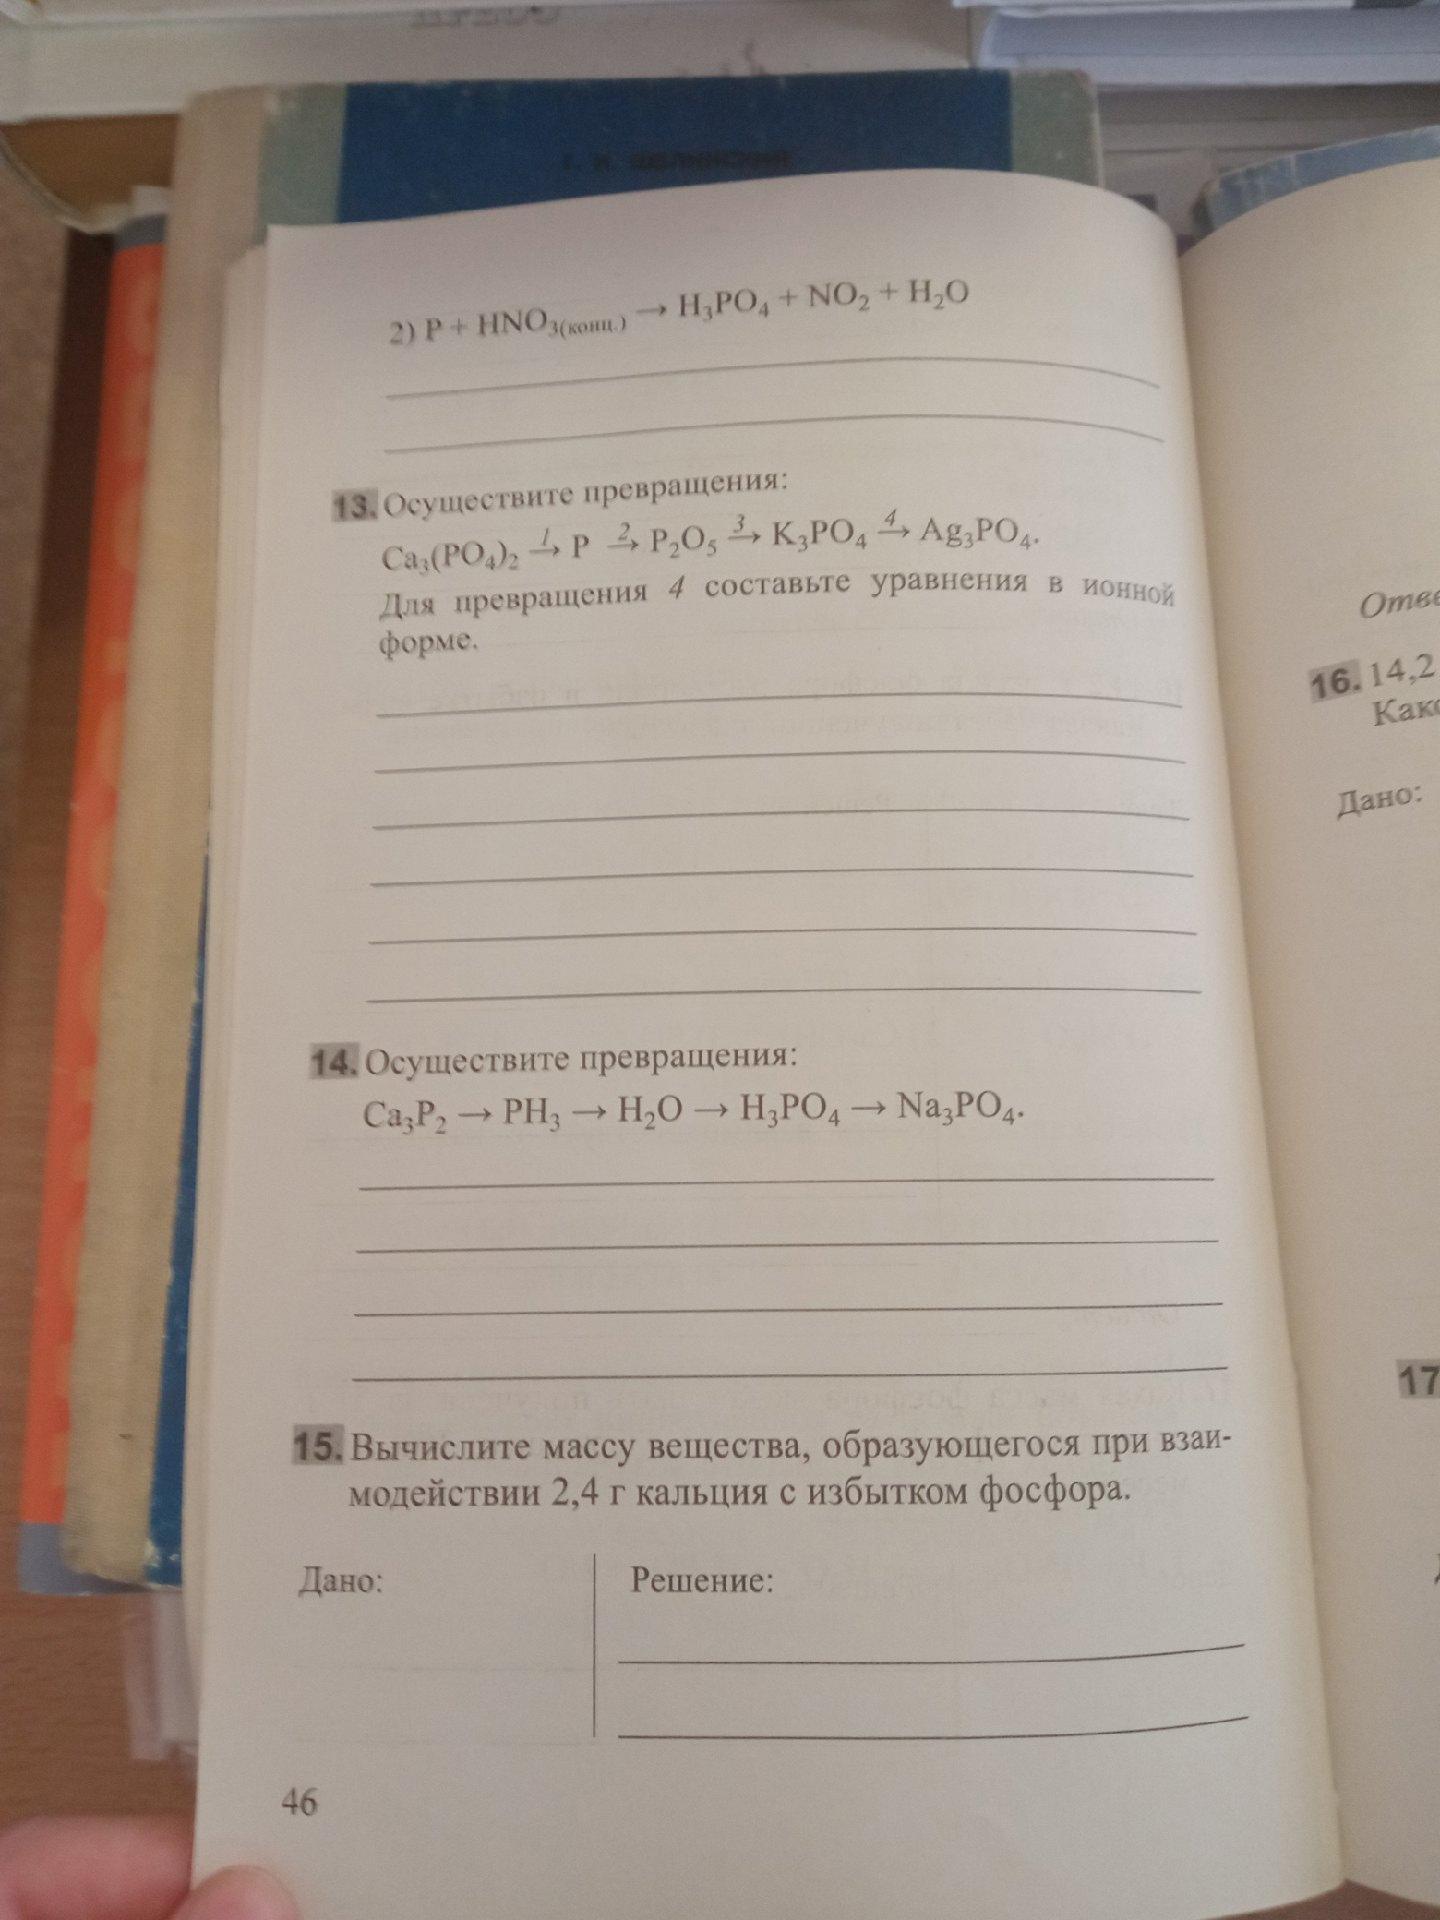 2) P + HNO₃(конц.) → H₃PO₄ + NO₂ + H₂O
13. Осуществите превращения:
Ca₃(PO₄)₂ →¹ P →² P₂O₅ →³ K₃PO₄ →⁴ Ag₃PO₄.
Для превращения 4 составьте уравнения в ионной
форме.
14. Осуществите превращения:
Ca₃P₂ → PH₃ → H₂O → H₃PO₄ → Na₃PO₄.
15. Вычислите массу вещества, образующегося при взаи-
модействии 2,4 г кальция с избытком фосфора.
Дано:
Решение:
46
16. 14,2
Дано:
17